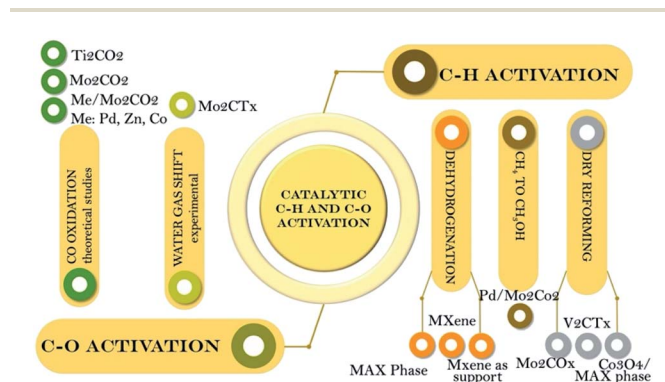 Ti2CO2
Mo2CO2
Me/Mo2CO2
Me: Pd, Zn, Co
Mo2CTx
CO OXIDATION
theoretical studies
WATER GAS SHIFT
experimental
C-O ACTIVATION
CATALYTIC
C-H AND C-O
ACTIVATION
C-H ACTIVATION
DEHYDROGENATION
CH4 TO CH3OH
DRY REFORMING
MAX Phase
MXene
Mxene as
support
Pd/Mo2Co2
Mo2COx
V2CTx
Co3O4/
MAX phase